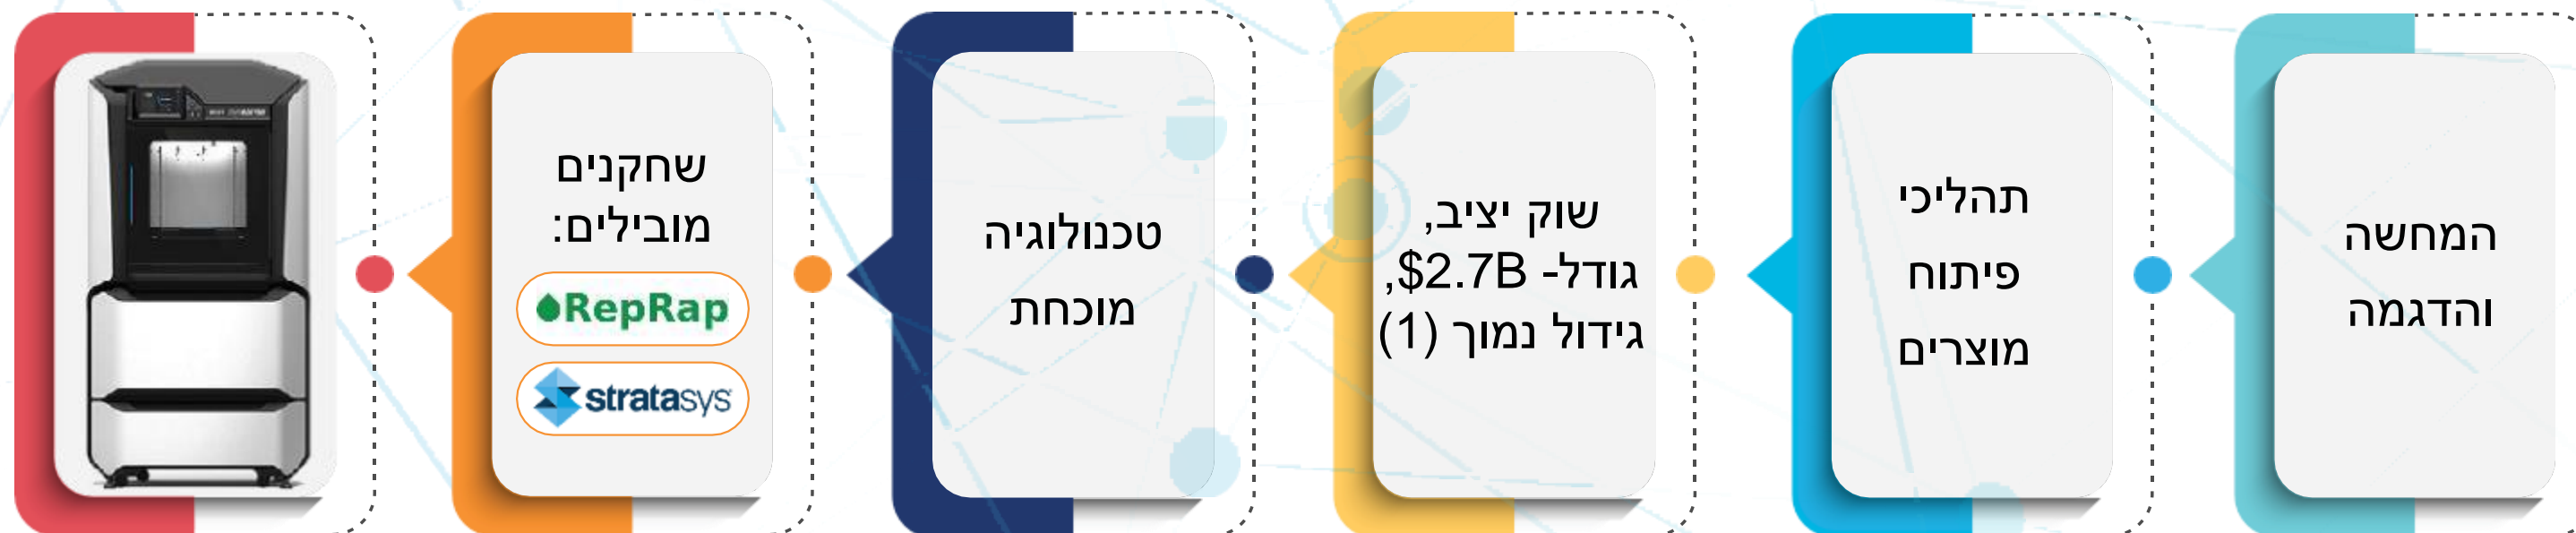 המחשה
והדגמה
תהליכי
פיתוח
מוצרים
שוק יציב,
גודל- $2.7B,
גידול נמוך (1)
טכנולוגיה
מוכחת
שחקנים
מובילים:
RepRap
stratasys